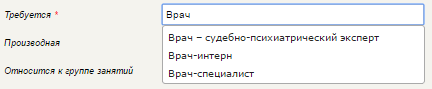 Требуется * Врач
Врач – судебно-психиатрический эксперт
Производная
Врач-интерн
Относится к группе занятий
Врач-специалист